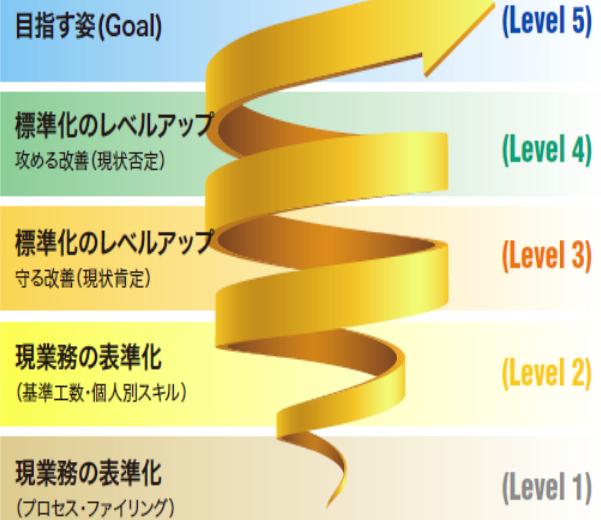 目指す姿(Goal) (Level 5)
標準化のレベルアップ
攻める改善(現状否定)
(Level 4)
標準化のレベルアップ
守る改善(現状肯定)
(Level 3)
現業務の表準化
(基準工数・個人別スキル)
(Level 2)
現業務の表準化
(プロセス・ファイリング)
(Level 1)